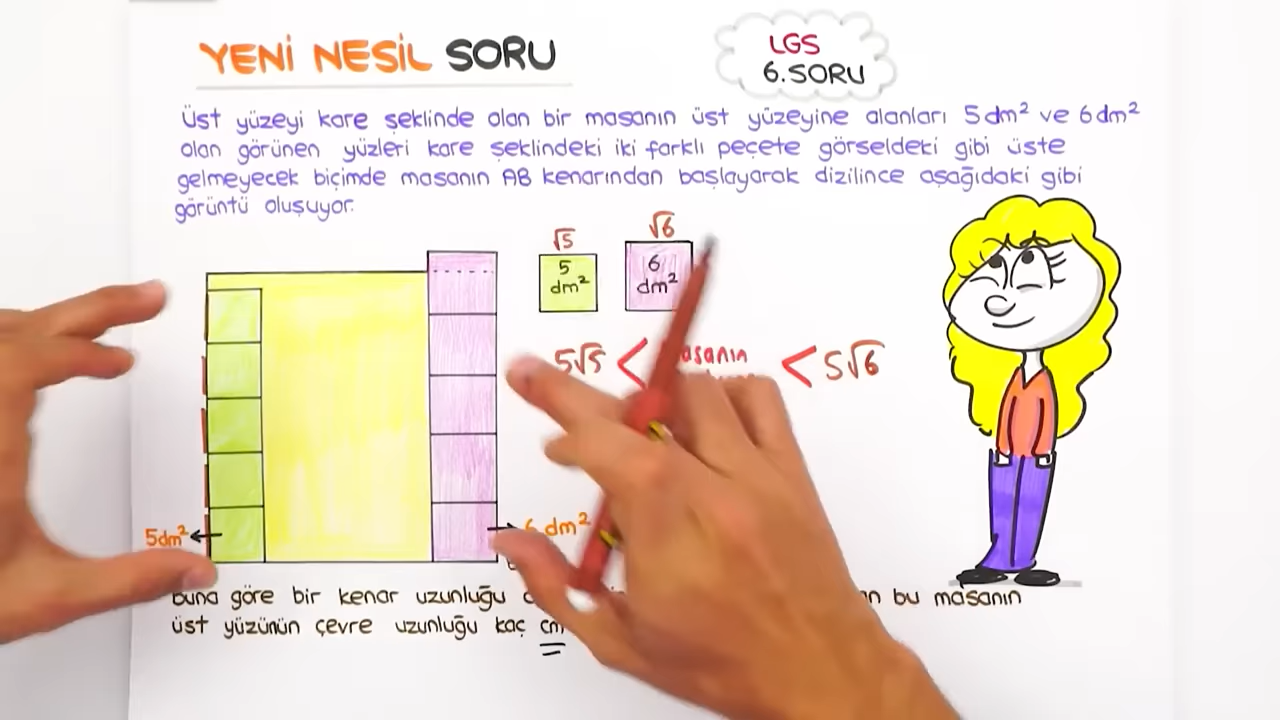 YENİ NESİL SORU
LGS
6.SORU
Üst yüzeyi kare şeklinde olan bir masanın üst yüzeyine alanları 5dm² ve 6dm²
olan görünen yüzleri kare şeklindeki iki farklı peçete görseldeki gibi üste
gelmeyecek biçimde masanın AB kenarından başlayarak dizilince aşağıdaki gibi
görüntü oluşuyor.
√5 √6
5 dm² 6 dm²
5√5 < < 5√6
5dm² dm²
buna göre bir kenar uzunluğu bu masanın
üst yüzünün çevre uzunluğu kaç cm